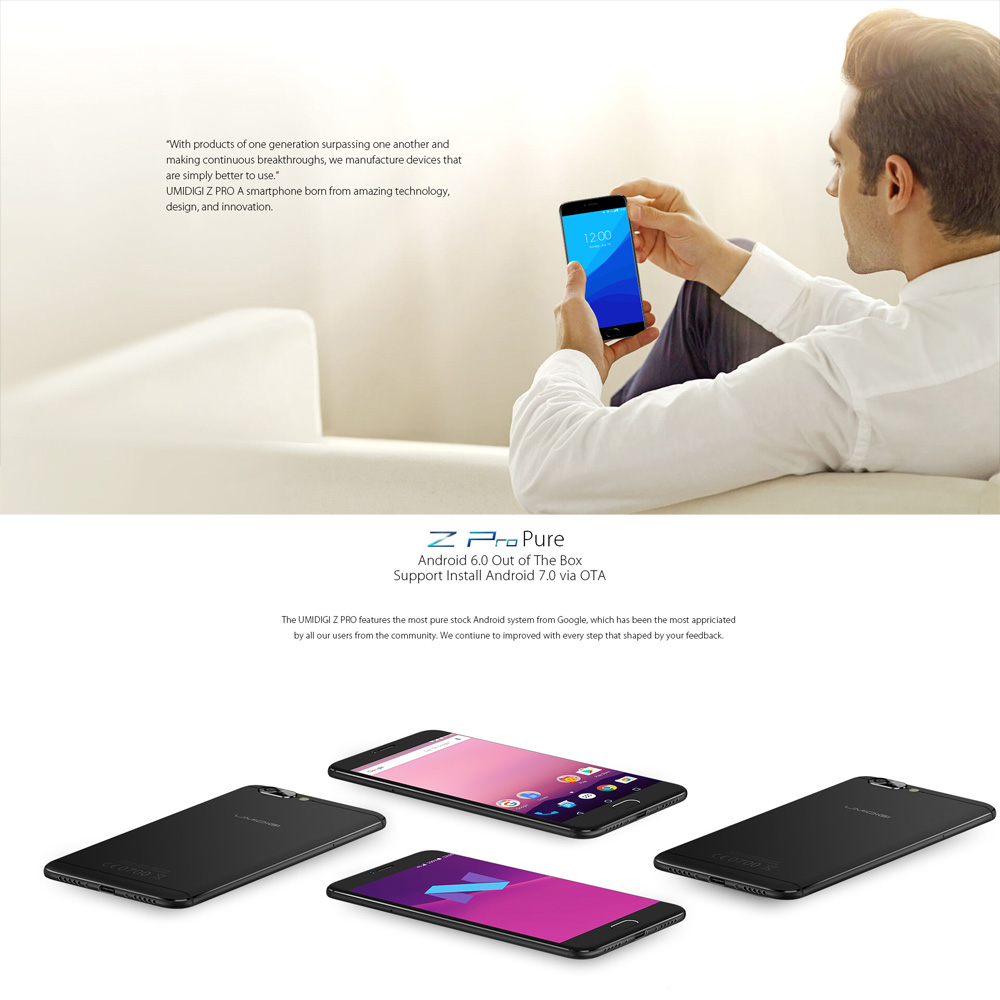 “With products of one generation surpassing one another and
making continuous breakthroughs, we manufacture devices that
are simply better to use.”
UMIDIGI Z PRO A smartphone born from amazing technology,
design, and innovation.
12:00
Z Pro Pure
Android 6.0 Out of The Box
Support Install Android 7.0 via OTA
The UMIDIGI Z PRO features the most pure stock Android system from Google, which has been the most appriciated
by all our users from the community. We contiune to improved with every step that shaped by your feedback.
UMIDIGI
CE0700
UMIDIGI
CE0700